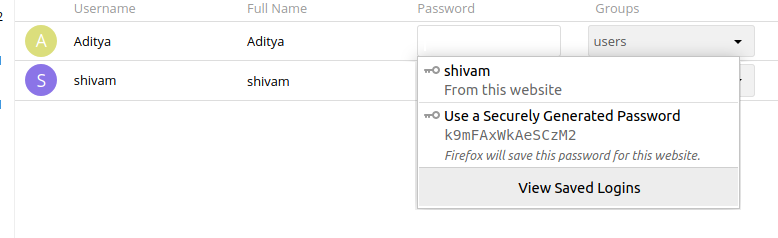 2
Username Full Name Password Groups
A Aditya Aditya users
S shivam shivam
shivam
From this website
Use a Securely Generated Password
k9mFAxWkAeSCzM2
Firefox will save this password for this website.
View Saved Logins